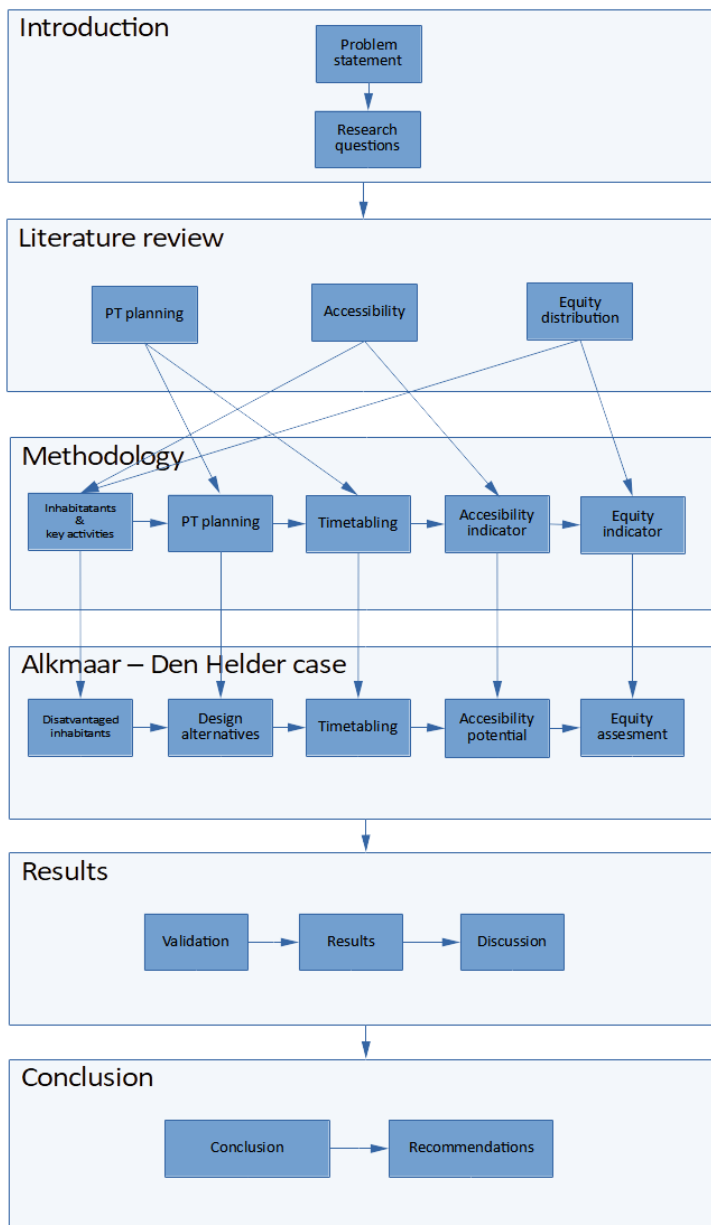 Introduction
Problem
statement
Research
questions
Literature review
PT planning
Accessibility
Equity
distribution
Methodology
Inhabitatants
&
key activities
PT planning
Timetabling
Accesibility
indicator
Equity
indicator
Alkmaar – Den Helder case
Disatvantaged
inhabitants
Design
alternatives
Timetabling
Accesibility
potential
Equity
assesment
Results
Validation
Results
Discussion
Conclusion
Conclusion
Recommendations